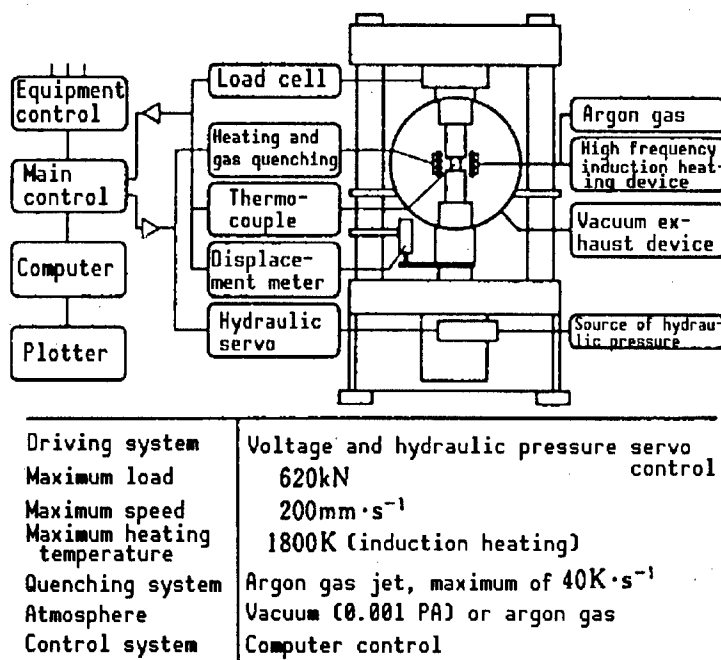 Equipment
control
Main
control
Computer
Plotter
Load cell
Heating and
gas quenching
Thermo-
couple
Displace-
ment meter
Hydraulic
servo
Argon gas
High frequency
induction heat-
ing device
Vacuum ex-
haust device
Source of hydrau-
lic pressure
Driving system Voltage and hydraulic pressure servo
control
Maximum load 620kN
Maximum speed 200mm·s⁻¹
Maximum heating
temperature 1800K (induction heating)
Quenching system Argon gas jet, maximum of 40K·s⁻¹
Atmosphere Vacuum (0.001 PA) or argon gas
Control system Computer control